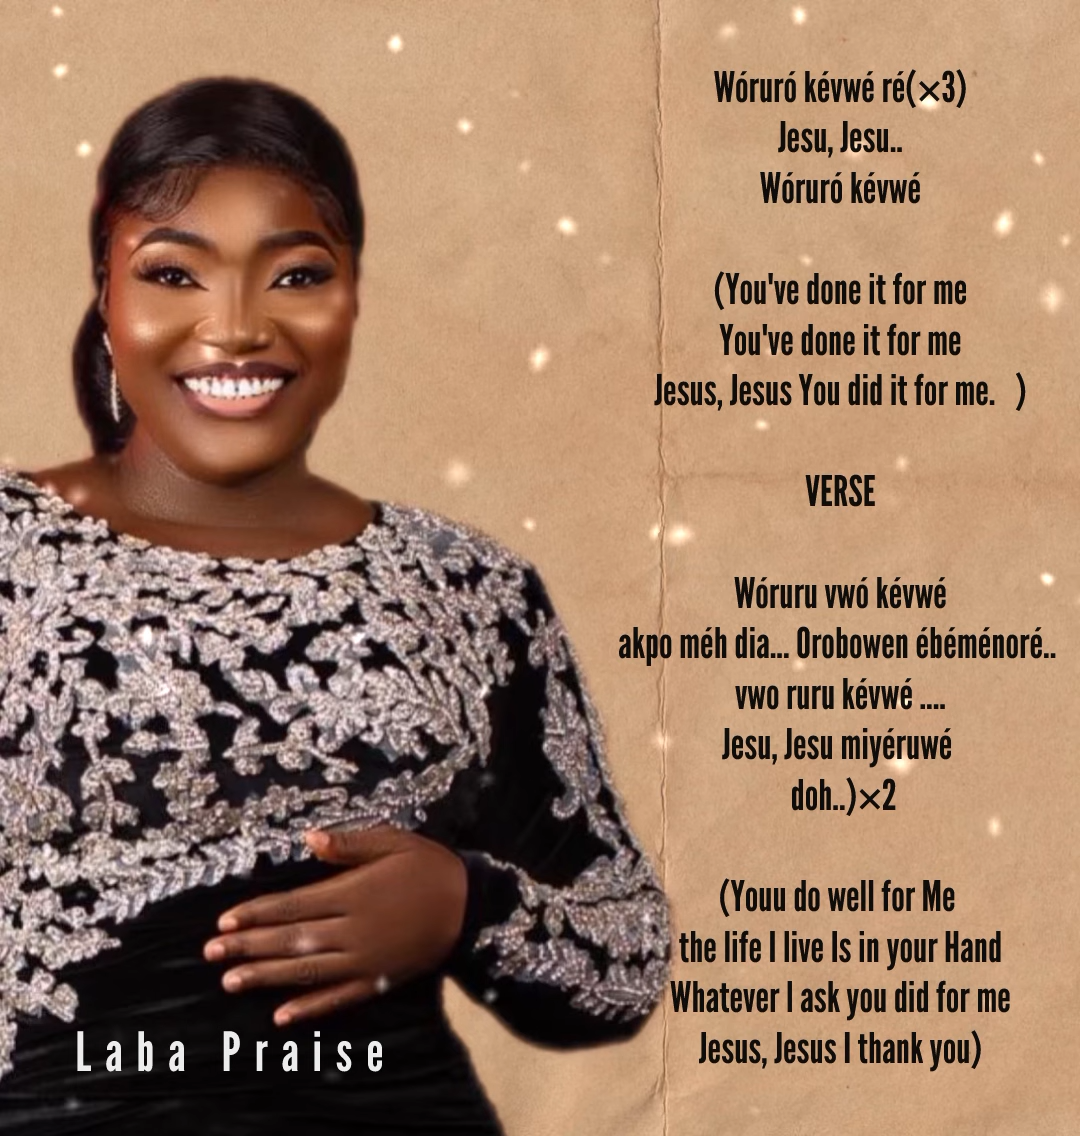 Wóruró kévwé ré(×3)
Jesu, Jesu..
Wóruró kévwé
(You've done it for me
You've done it for me
Jesus, Jesus You did it for me. )
VERSE
Wóruru vwó kévwé
akpo méh dia... Orobowen ébéménoré..
vwo ruru kévwé ....
Jesu, Jesu miyéruwé
doh..)×2
(Youu do well for Me
the life I live Is in your Hand
Whatever I ask you did for me
Jesus, Jesus I thank you)
Laba Praise